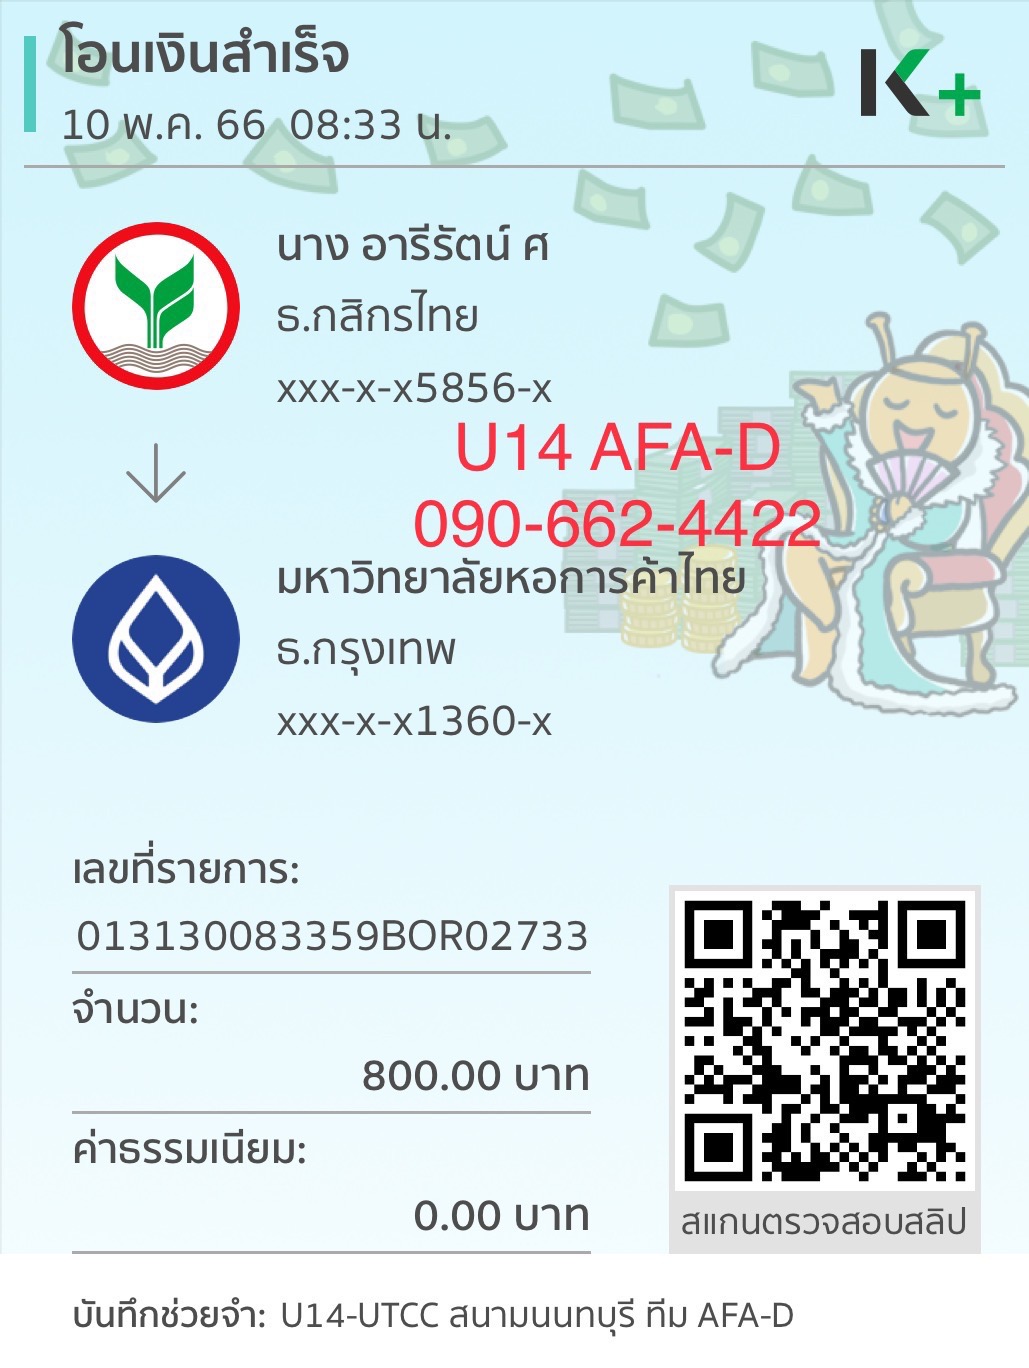 โอนเงินสำเร็จ
10 พ.ค. 66 08:33 น.
K+
นาง อารีรัตน์ ศ
ธ.กสิกรไทย
xxx-x-x5856-x
U14 AFA-D
090-662-4422
มหาวิทยาลัยหอการค้าไทย
ธ.กรุงเทพ
xxx-x-x1360-x
เลขที่รายการ:
013130083359BOR02733
จำนวน:
800.00 บาท
ค่าธรรมเนียม:
0.00 บาท
สแกนตรวจสอบสลิป
บันทึกช่วยจำ: U14-UTCC สนามนนทบุรี ทีม AFA-D